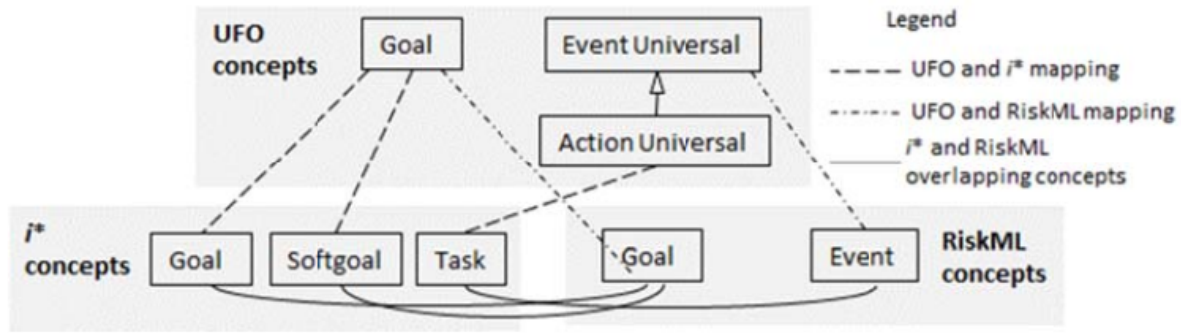 UFO
concepts
Goal
Event Universal
Action Universal
Legend
UFO and i* mapping
UFO and RiskML mapping
i* and RiskML
overlapping concepts
i*
concepts
Goal
Softgoal
Task
Goal
Event
RiskML
concepts